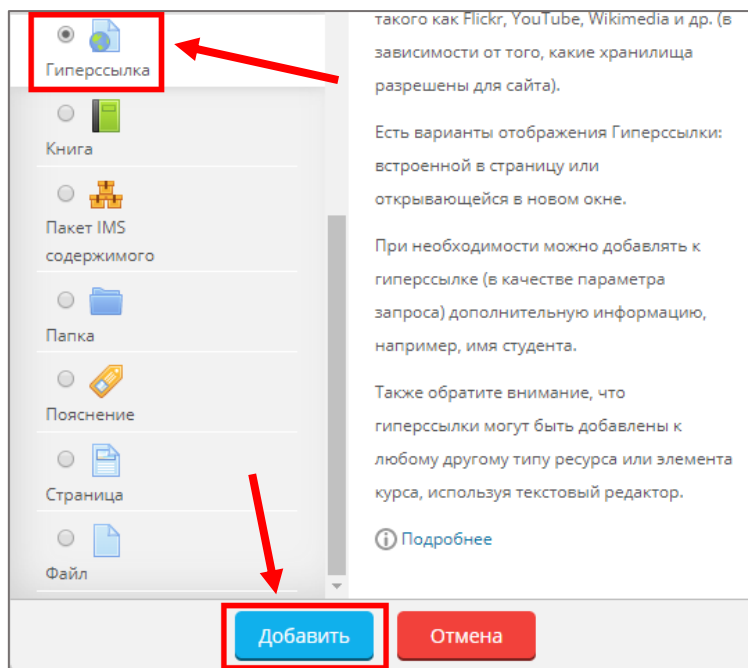 Гиперссылка
Книга
Пакет IMS
содержимого
Папка
Пояснение
Страница
Файл
такого как Flickr, YouTube, Wikimedia и др. (в
зависимости от того, какие хранилища
разрешены для сайта).
Есть варианты отображения Гиперссылки:
встроенной в страницу или
открывающейся в новом окне.
При необходимости можно добавлять к
гиперссылке (в качестве параметра
запроса) дополнительную информацию,
например, имя студента.
Также обратите внимание, что
гиперссылки могут быть добавлены к
любому другому типу ресурса или элемента
курса, используя текстовый редактор.
Подробнее
Добавить
Отмена